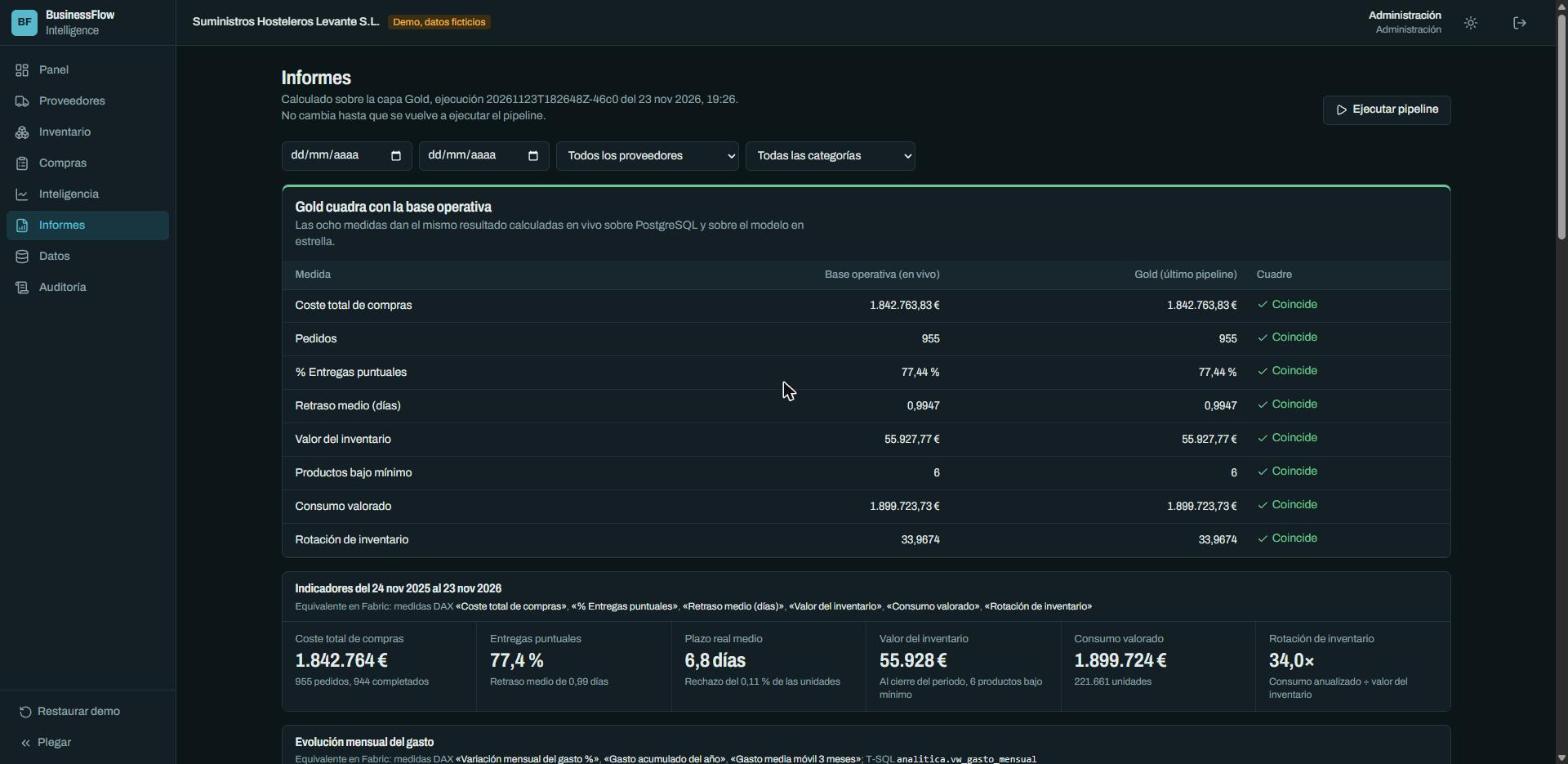 BF
BusinessFlow
Intelligence
Suministros Hosteleros Levante S.L.
Demo, datos ficticios
Administración
Administración
Panel
Proveedores
Inventario
Compras
Inteligencia
Informes
Datos
Auditoría
Restaurar demo
Plegar
Informes
Calculado sobre la capa Gold, ejecución 20261123T182648Z-46c0 del 23 nov 2026, 19:26.
No cambia hasta que se vuelve a ejecutar el pipeline.
Ejecutar pipeline
dd/mm/aaaa
dd/mm/aaaa
Todos los proveedores
Todas las categorías
Gold cuadra con la base operativa
Las ocho medidas dan el mismo resultado calculadas en vivo sobre PostgreSQL y sobre el modelo en
estrella.
Medida Base operativa (en vivo) Gold (último pipeline) Cuadre
Coste total de compras 1.842.763,83 € 1.842.763,83 € Coincide
Pedidos 955 955 Coincide
% Entregas puntuales 77,44 % 77,44 % Coincide
Retraso medio (días) 0,9947 0,9947 Coincide
Valor del inventario 55.927,77 € 55.927,77 € Coincide
Productos bajo mínimo 6 6 Coincide
Consumo valorado 1.899.723,73 € 1.899.723,73 € Coincide
Rotación de inventario 33,9674 33,9674 Coincide
Indicadores del 24 nov 2025 al 23 nov 2026
Equivalente en Fabric: medidas DAX «Coste total de compras», «% Entregas puntuales», «Retraso medio (días)», «Valor del inventario», «Consumo valorado», «Rotación de inventario»
Coste total de compras
1.842.764 €
955 pedidos, 944 completados
Entregas puntuales
77,4 %
Retraso medio de 0,99 días
Plazo real medio
6,8 días
Rechazo del 0,11 % de las unidades
Valor del inventario
55.928 €
Al cierre del periodo, 6 productos bajo
mínimo
Consumo valorado
1.899.724 €
221.661 unidades
Rotación de inventario
34,0×
Consumo anualizado ÷ valor del
inventario
Evolución mensual del gasto
Equivalente en Fabric: medidas DAX «Variación mensual del gasto %», «Gasto acumulado del año», «Gasto media móvil 3 meses»; T-SQL analitica.vw_gasto_mensual